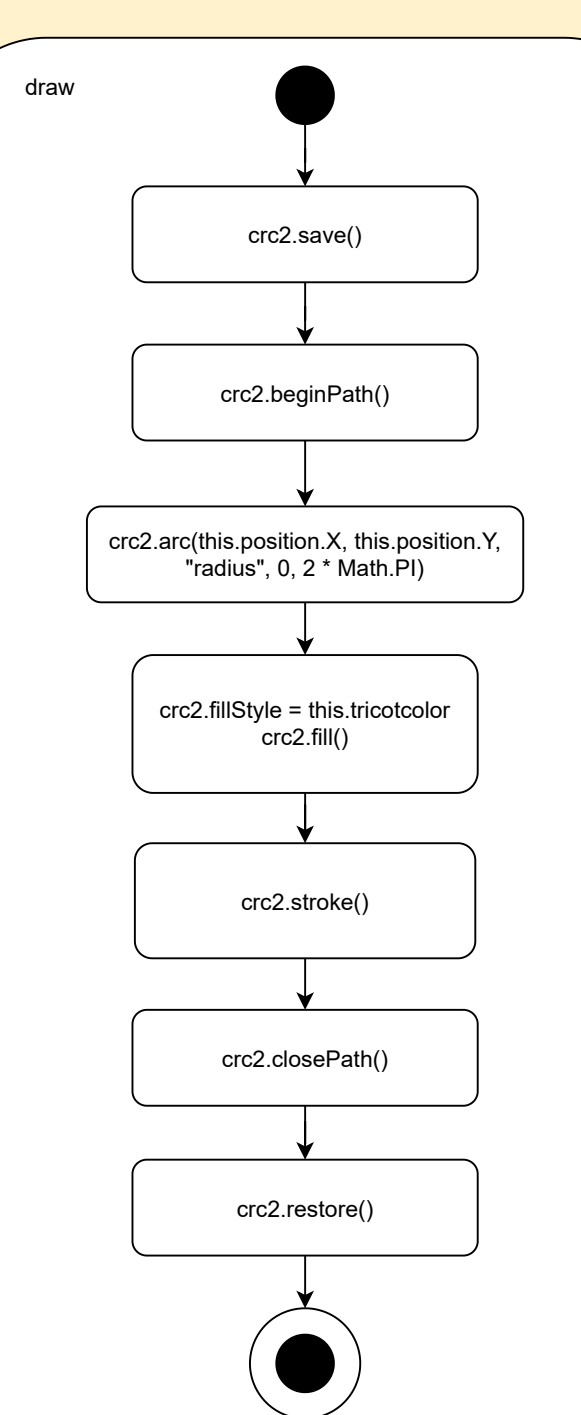 draw
crc2.save()
crc2.beginPath()
crc2.arc(this.position.X, this.position.Y,
"radius", 0, 2 * Math.PI)
crc2.fillStyle = this.tricotcolor
crc2.fill()
crc2.stroke()
crc2.closePath()
crc2.restore()